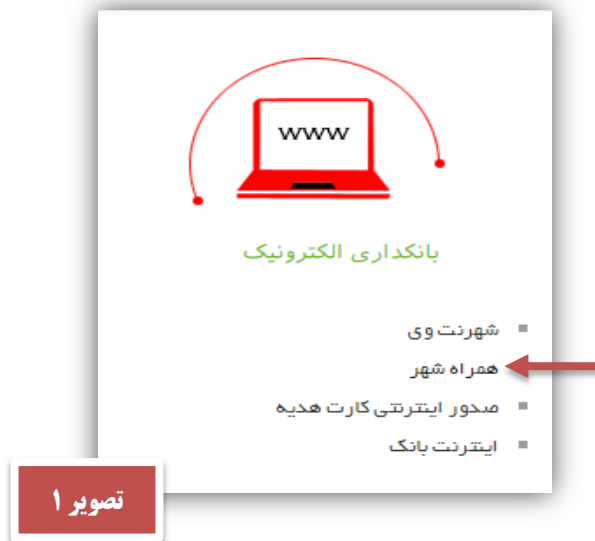 www
بانکداری الکترونیک
شهرنت وی
همراه شهر
صدور اینترنتی کارت هدیه
اینترنت بانک
تصویر ۱